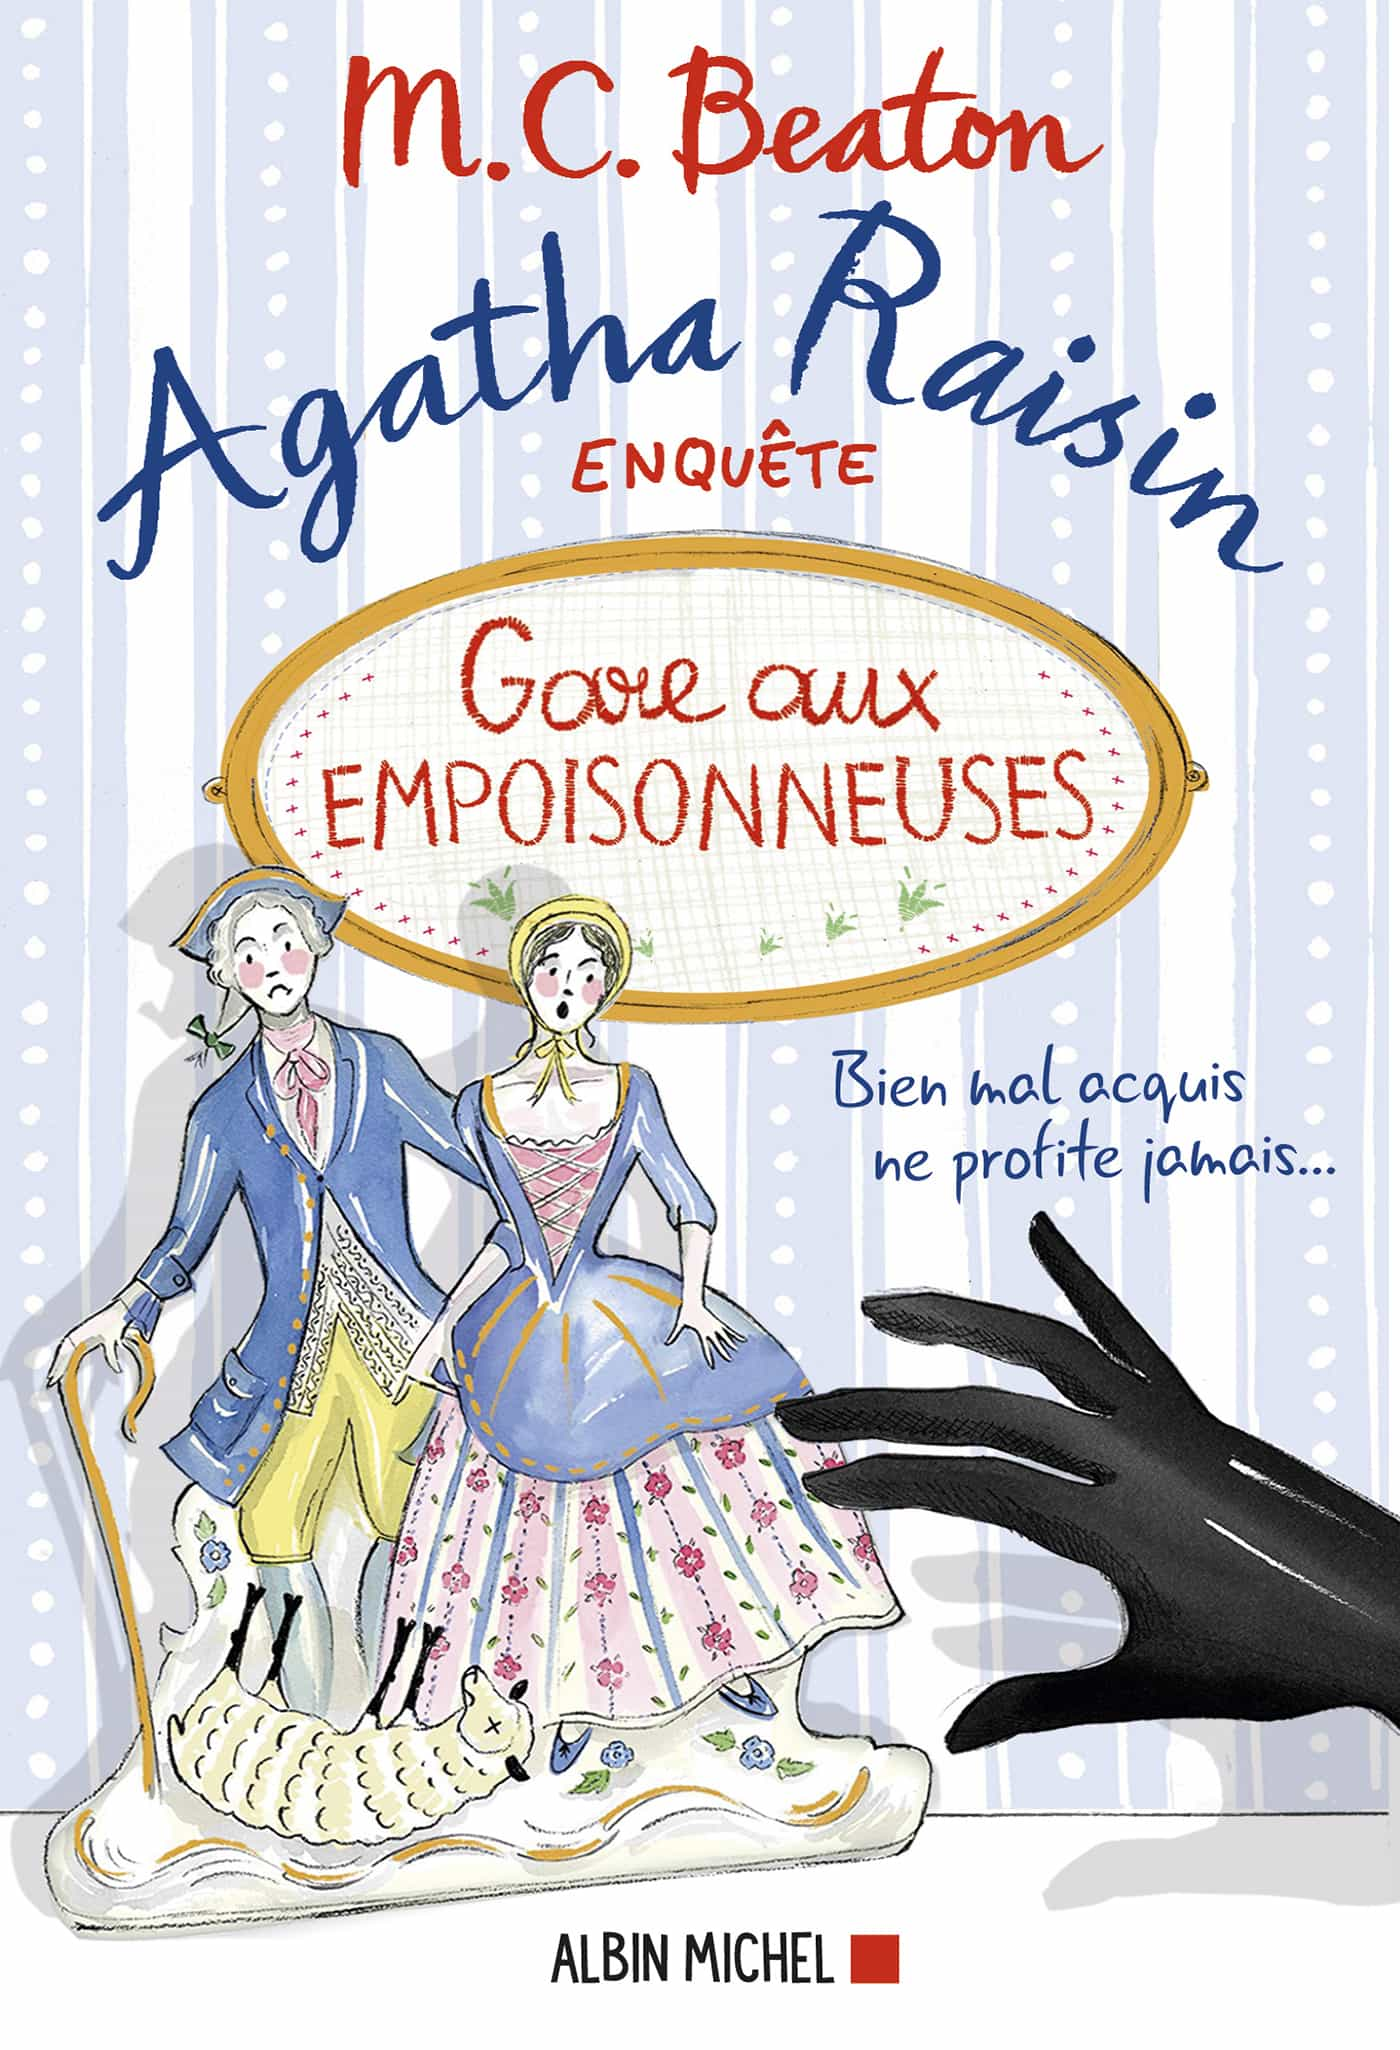 M.C. Beaton
Agatha Raisin
ENQUÊTE
Gare aux
EMPOISONNEUSES
Bien mal acquis
ne profite jamais...
ALBIN MICHEL